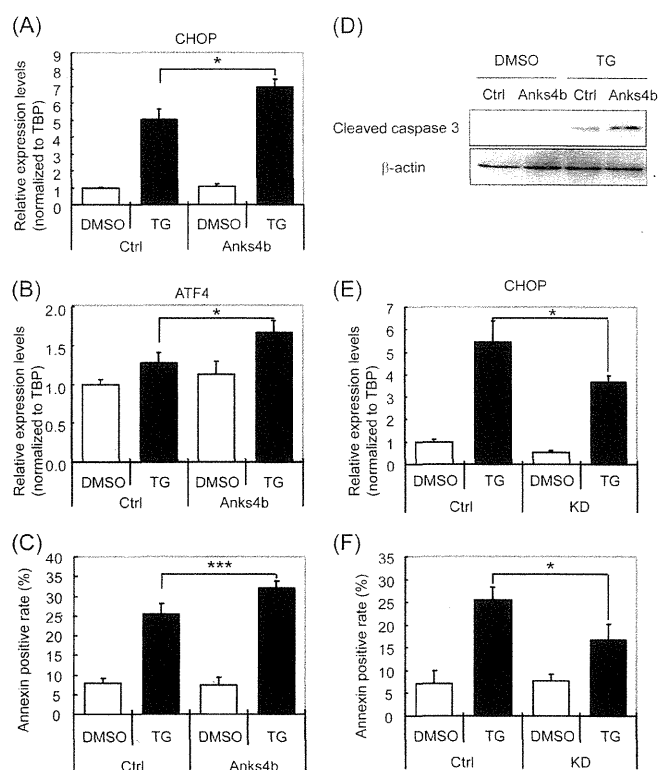 (A)
CHOP
Relative expression levels
(normalized to TBP)
9
8
7
6
5
4
3
2
1
0
*
DMSO TG DMSO TG
Ctrl Anks4b
(B)
ATF4
Relative expression levels
(normalized to TBP)
2.0
1.5
1.0
0.5
0.0
*
DMSO TG DMSO TG
Ctrl Anks4b
(C)
Annexin positive rate (%)
40
35
30
25
20
15
10
5
0
***
DMSO TG DMSO TG
Ctrl Anks4b
(D)
DMSO TG
Ctrl Anks4b Ctrl Anks4b
Cleaved caspase 3
β-actin
(E)
CHOP
Relative expression levels
(normalized to TBP)
7
6
5
4
3
2
1
0
*
DMSO TG DMSO TG
Ctrl KD
(F)
Annexin positive rate (%)
35
30
25
20
15
10
5
0
*
DMSO TG DMSO TG
Ctrl KD